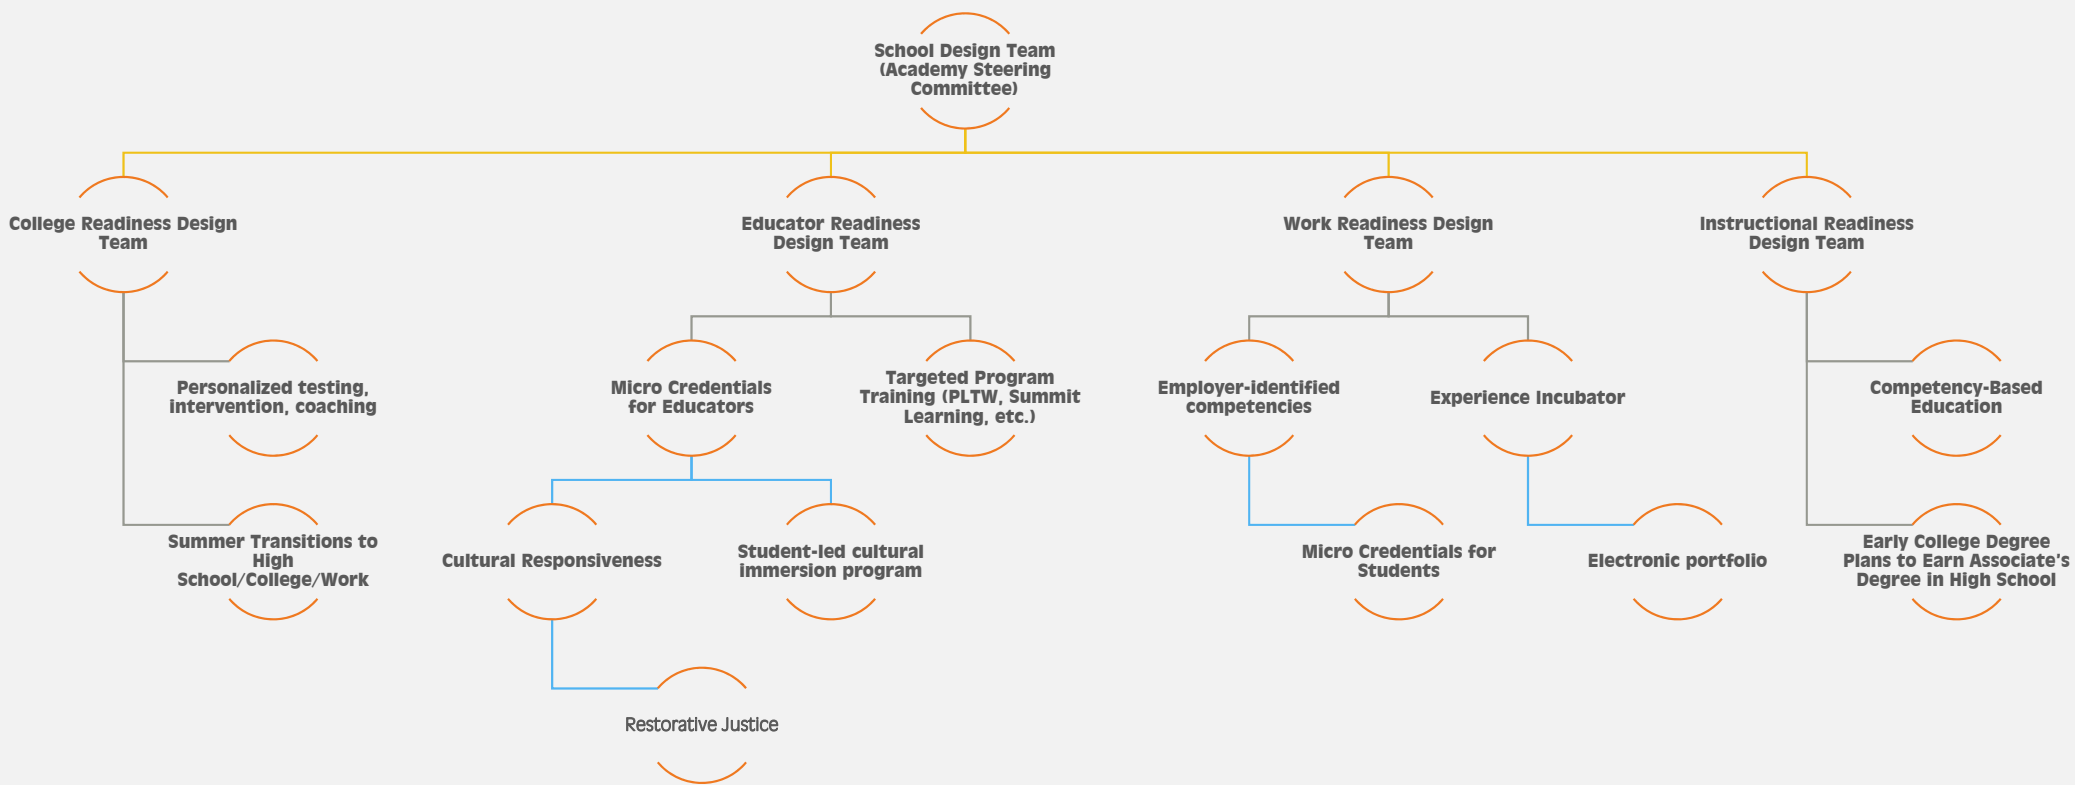 School Design Team
(Academy Steering
Committee)
College Readiness Design
Team
Educator Readiness
Design Team
Work Readiness Design
Team
Instructional Readiness
Design Team
Personalized testing,
intervention, coaching
Micro Credentials
for Educators
Targeted Program
Training (PLTW, Summit
Learning, etc.)
Employer-identified
competencies
Experience Incubator
Competency-Based
Education
Summer Transitions to
High
School/College/Work
Cultural Responsiveness
Student-led cultural
immersion program
Micro Credentials for
Students
Electronic portfolio
Early College Degree
Plans to Earn Associate's
Degree in High School
Restorative Justice